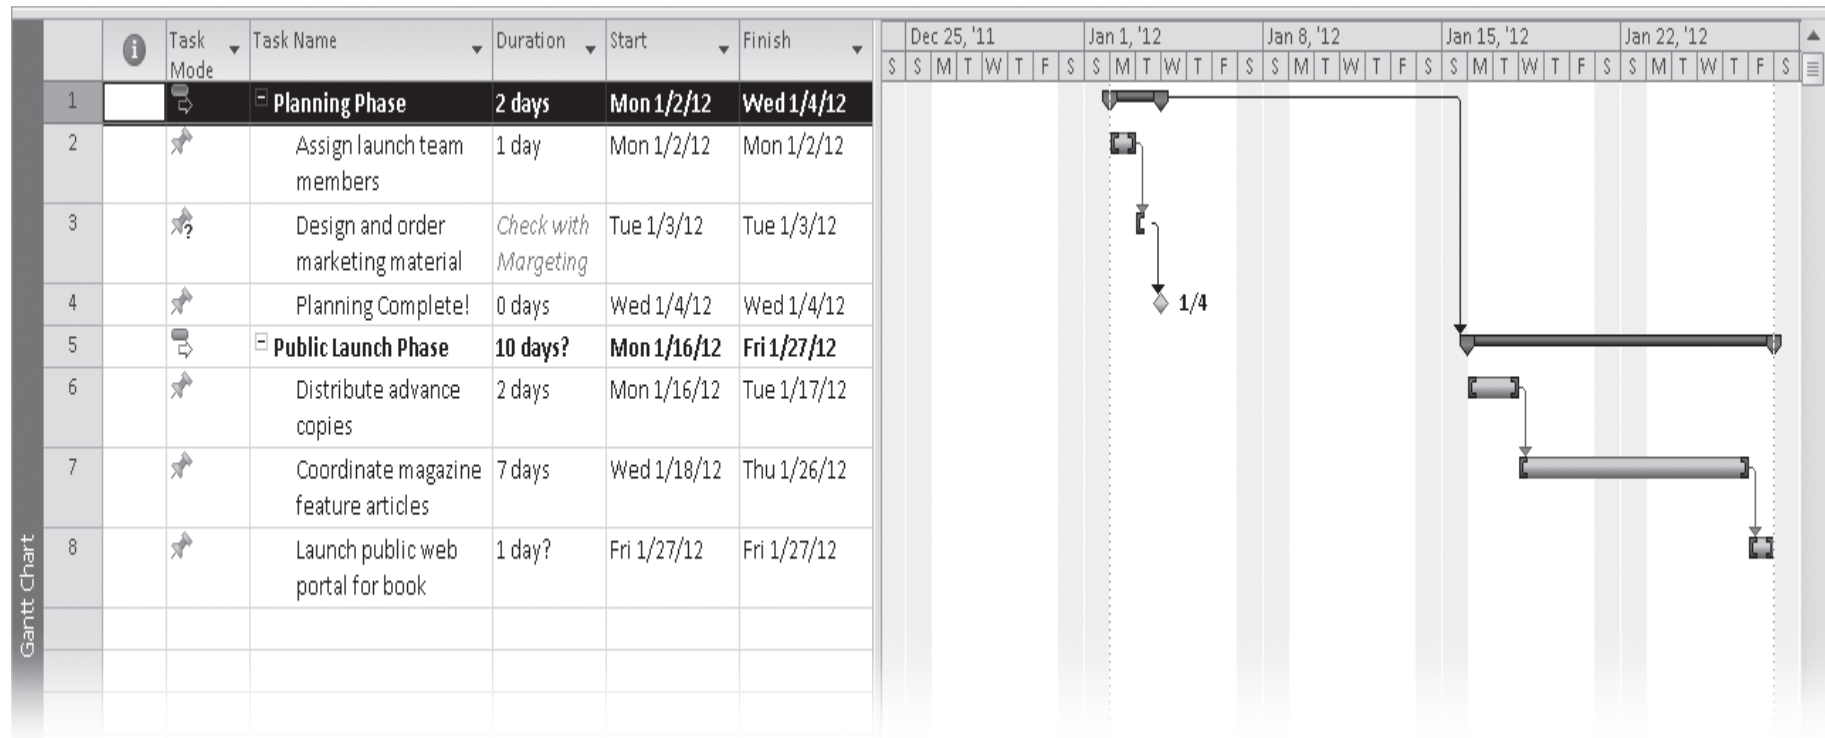 Task Mode Task Name Duration Start Finish
Dec 25, '11 Jan 1, '12 Jan 8, '12 Jan 15, '12 Jan 22, '12
S S M T W T F S S M T W T F S S M T W T F S S M T W T F S S M T W T F S
1 Planning Phase 2 days Mon 1/2/12 Wed 1/4/12
2 Assign launch team 1 day Mon 1/2/12 Mon 1/2/12
members
3 Design and order Check with Tue 1/3/12 Tue 1/3/12
marketing material Margeting
4 Planning Complete! 0 days Wed 1/4/12 Wed 1/4/12 1/4
5 Public Launch Phase 10 days? Mon 1/16/12 Fri 1/27/12
6 Distribute advance 2 days Mon 1/16/12 Tue 1/17/12
copies
7 Coordinate magazine 7 days Wed 1/18/12 Thu 1/26/12
feature articles
8 Launch public web 1 day? Fri 1/27/12 Fri 1/27/12
portal for book
Gantt Chart